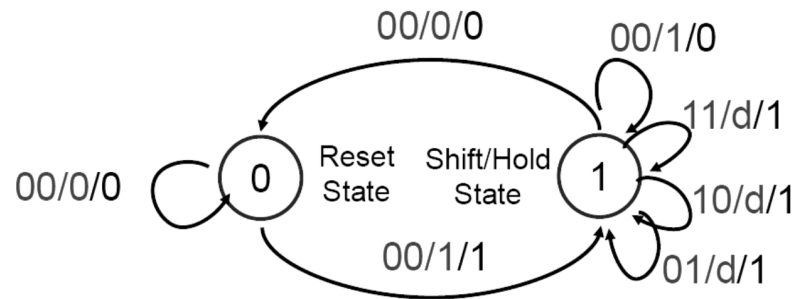 00/0/0
00/1/0
11/d/1
00/0/0
0
Reset
State
Shift/Hold
State
1
10/d/1
00/1/1
01/d/1